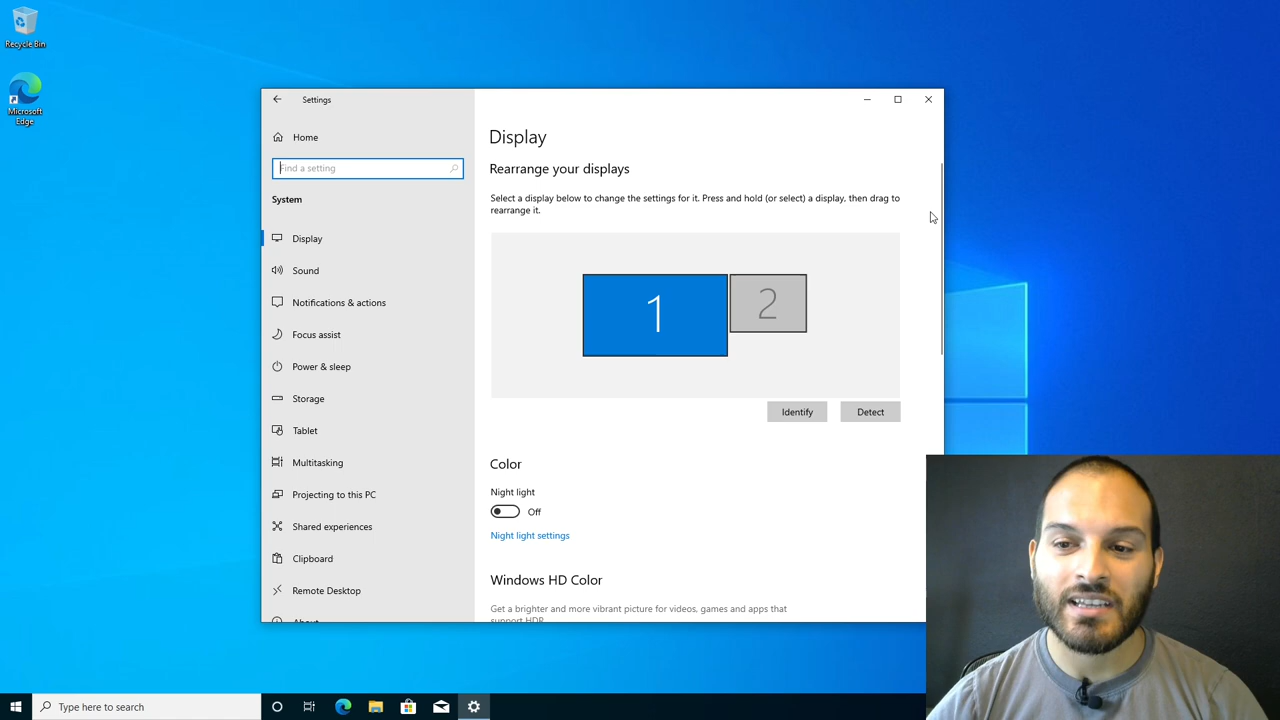 Recycle Bin
Microsoft
Edge
Settings
Home
Find a setting
System
Display
Sound
Notifications & actions
Focus assist
Power & sleep
Storage
Tablet
Multitasking
Projecting to this PC
Shared experiences
Clipboard
Remote Desktop
About
Display
Rearrange your displays
Select a display below to change the settings for it. Press and hold (or select) a display, then drag to
rearrange it.
1
2
Identify
Detect
Color
Night light
Off
Night light settings
Windows HD Color
Get a brighter and more vibrant picture for videos, games and apps that
support HDR.
Type here to search